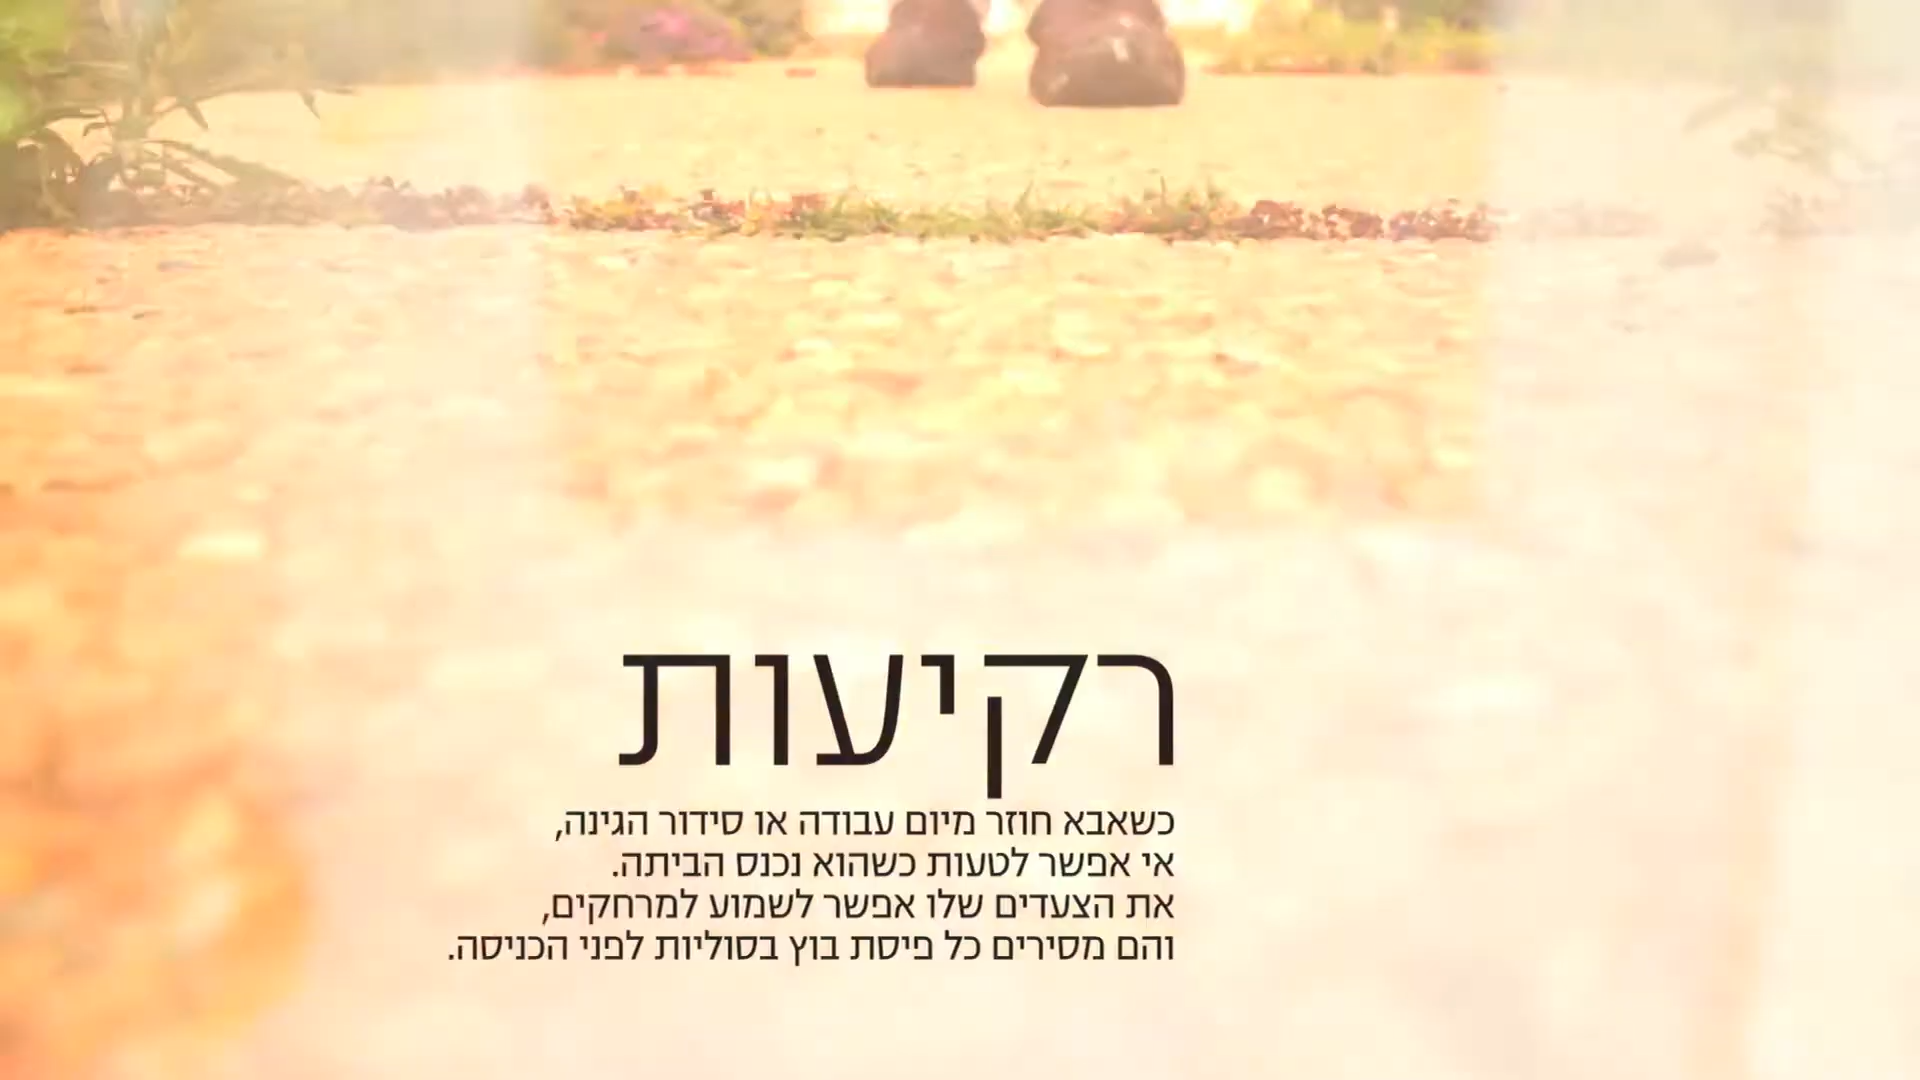 רקיעות
כשאבא חוזר מיום עבודה או סידור הגינה,
אי אפשר לטעות כשהוא נכנס הביתה.
את הצעדים שלו אפשר לשמוע למרחקים,
והם מסירים כל פיסת בוץ בסוליות לפני הכניסה.